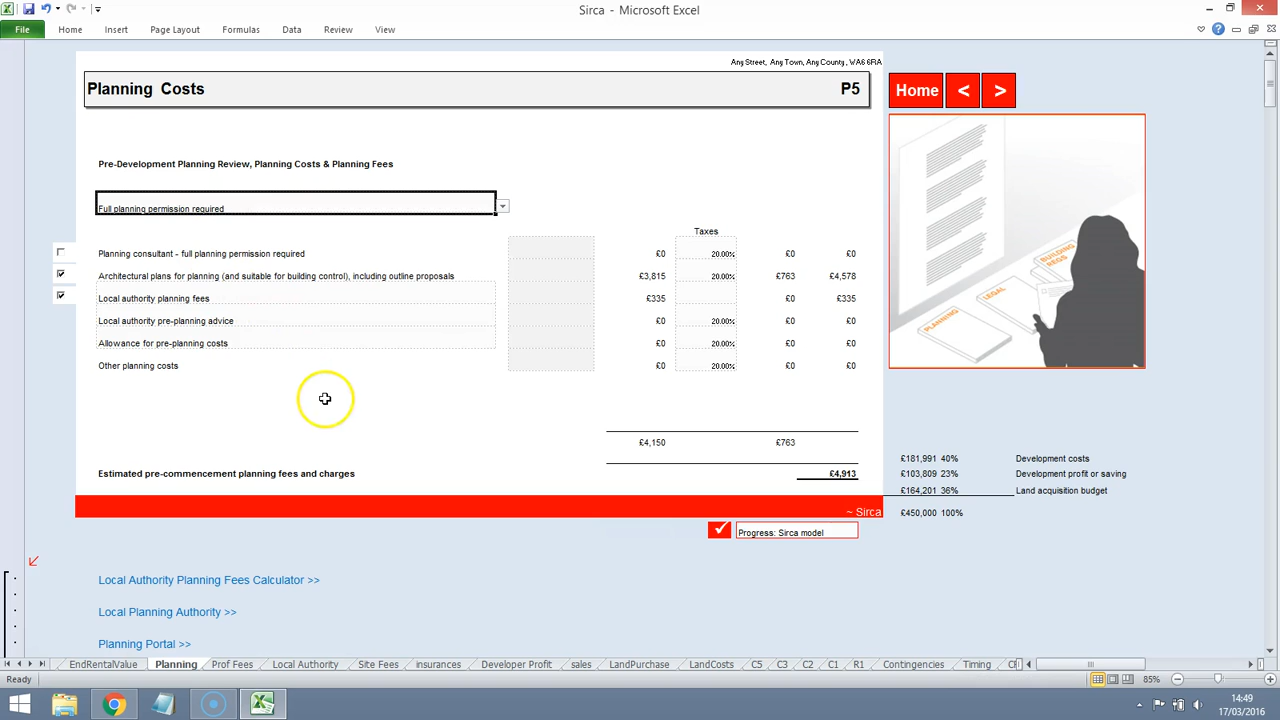 Sirca - Microsoft Excel
File Home Insert Page Layout Formulas Data Review View
Any Street, Any Town, Any County, WA6 6RA
Planning Costs P5
Home < >
Pre-Development Planning Review, Planning Costs & Planning Fees
Full planning permission required
Taxes
Planning consultant - full planning permission required £0 20.00% £0 £0
Architectural plans for planning (and suitable for building control), including outline proposals £3,815 20.00% £763 £4,578
Local authority planning fees £335 £0 £335
Local authority pre-planning advice £0 20.00% £0 £0
Allowance for pre-planning costs £0 20.00% £0 £0
Other planning costs £0 20.00% £0 £0
PLANNING
LEGAL
BUILDING
REGS
£4,150 £763
Estimated pre-commencement planning fees and charges £4,913
£181,991 40% Development costs
£103,809 23% Development profit or saving
£164,201 36% Land acquisition budget
£450,000 100%
~ Sirca
Progress: Sirca model
Local Authority Planning Fees Calculator >>
Local Planning Authority >>
Planning Portal >>
EndRentalValue Planning Prof Fees Local Authority Site Fees insurances Developer Profit sales LandPurchase LandCosts C5 C3 C2 C1 R1 Contingencies Timing
Ready 85%
14:49
17/03/2016